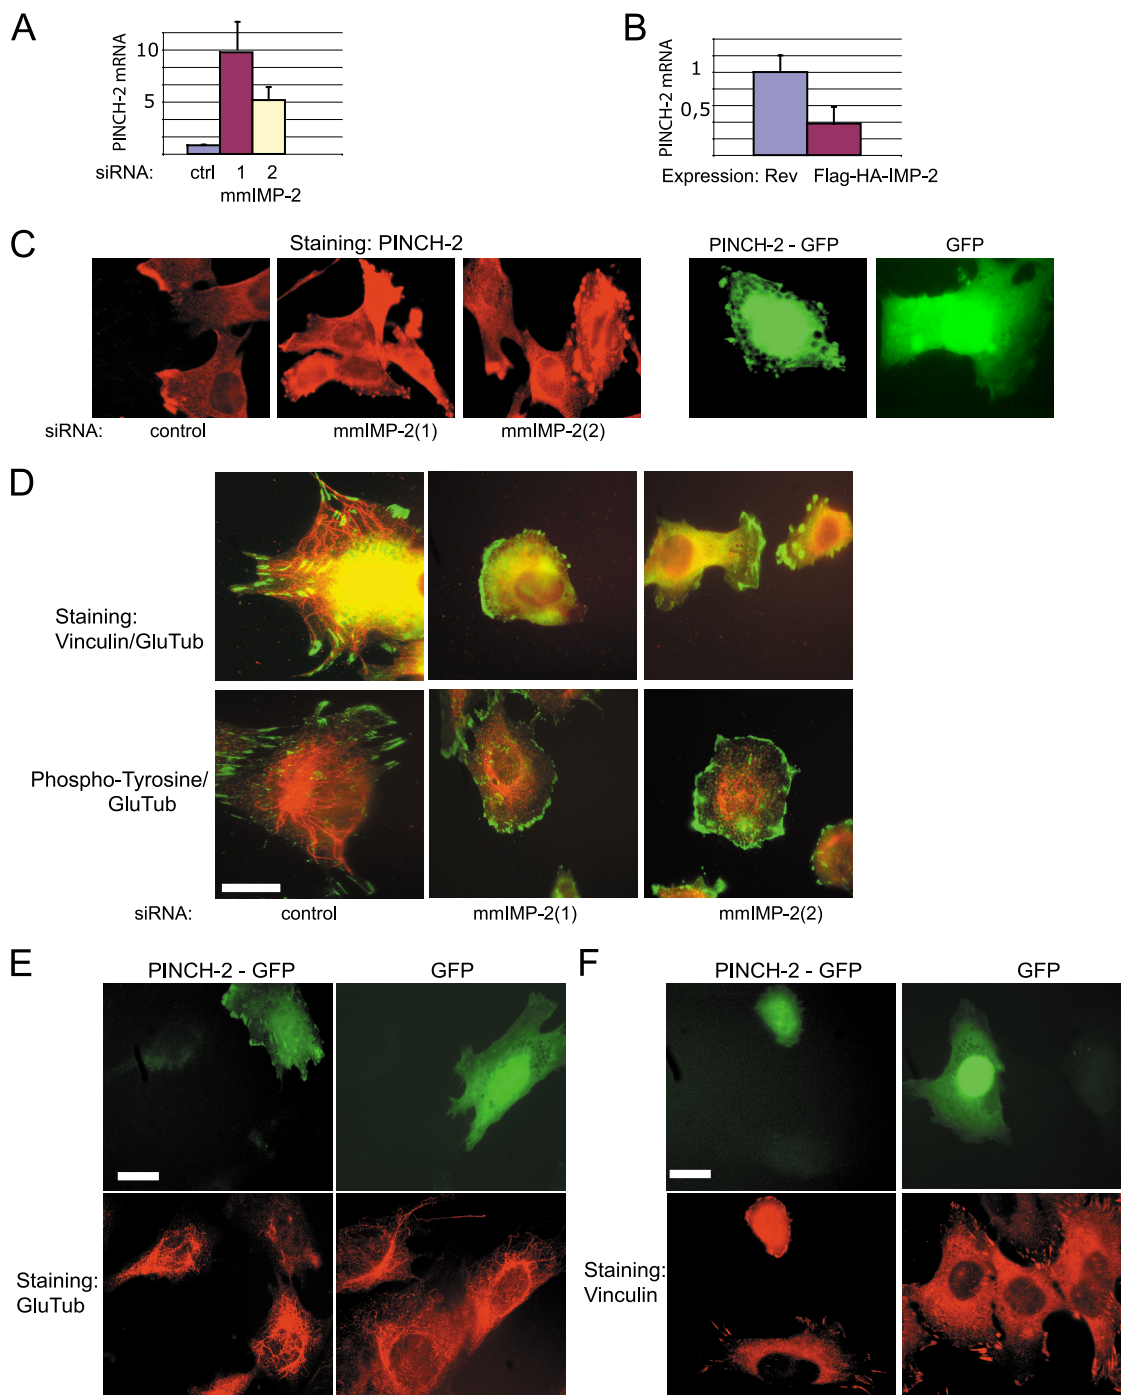 A
PINCH-2 mRNA
10
5
siRNA: ctrl 1 2
mmIMP-2
B
PINCH-2 mRNA
1
0,5
Expression: Rev Flag-HA-IMP-2
C
Staining: PINCH-2
PINCH-2 - GFP GFP
siRNA: control mmIMP-2(1) mmIMP-2(2)
D
Staining:
Vinculin/GluTub
Phospho-Tyrosine/
GluTub
siRNA: control mmIMP-2(1) mmIMP-2(2)
E
PINCH-2 - GFP GFP
Staining:
GluTub
F
PINCH-2 - GFP GFP
Staining:
Vinculin